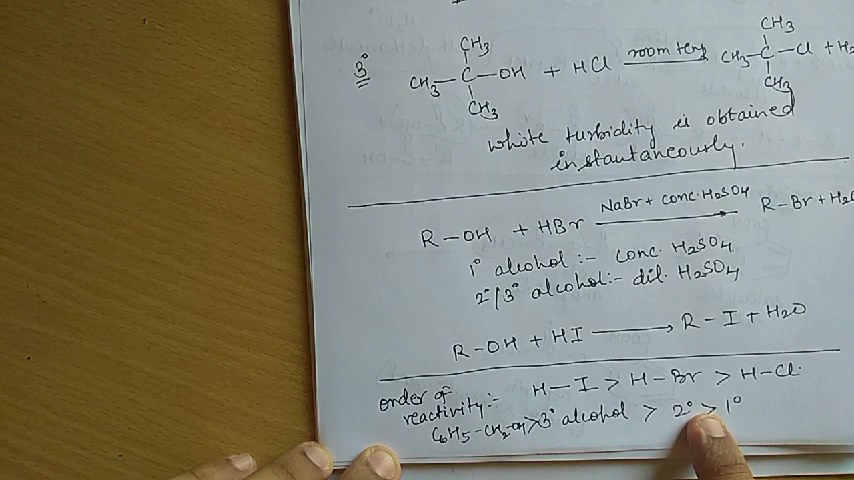 CH3 CH3
3° CH3-C-OH + HCl room temp CH3-C-Cl + H2
CH3 CH3
white turbidity is obtained
instantaneously.
R-OH + HBr NaBr + conc. H2SO4 R-Br + H2O
1° alcohol :- conc. H2SO4
2°/3° alcohol:- dil. H2SO4
R-OH + HI → R-I + H2O
order of
reactivity:- H-I > H-Br > H-Cl.
C6H5-CH2-OH > 3° alcohol > 2° > 1°